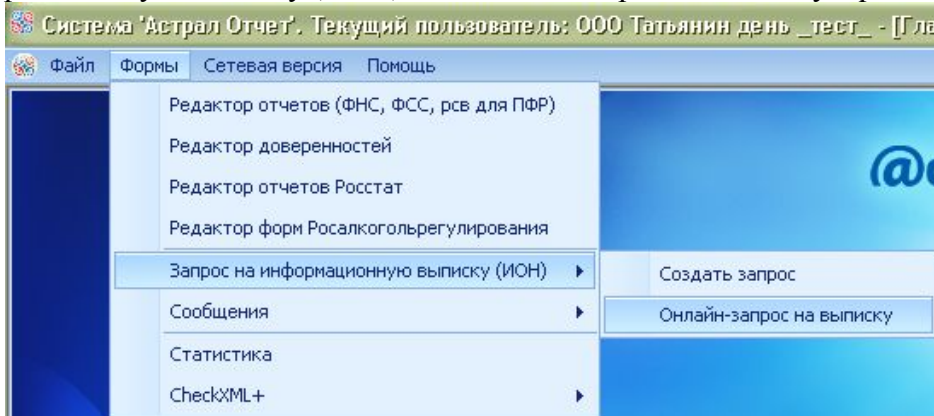 Система 'Астрал Отчет'. Текущий пользователь: ООО Татьянин день _тест_ - [Гла
Файл Формы Сетевая версия Помощь
Редактор отчетов (ФНС, ФСС, рсв для ПФР)
Редактор доверенностей
Редактор отчетов Росстат
Редактор форм Росалкогольрегулирования
Запрос на информационную выписку (ИОН)
Создать запрос
Сообщения
Онлайн-запрос на выписку
Статистика
CheckXML+